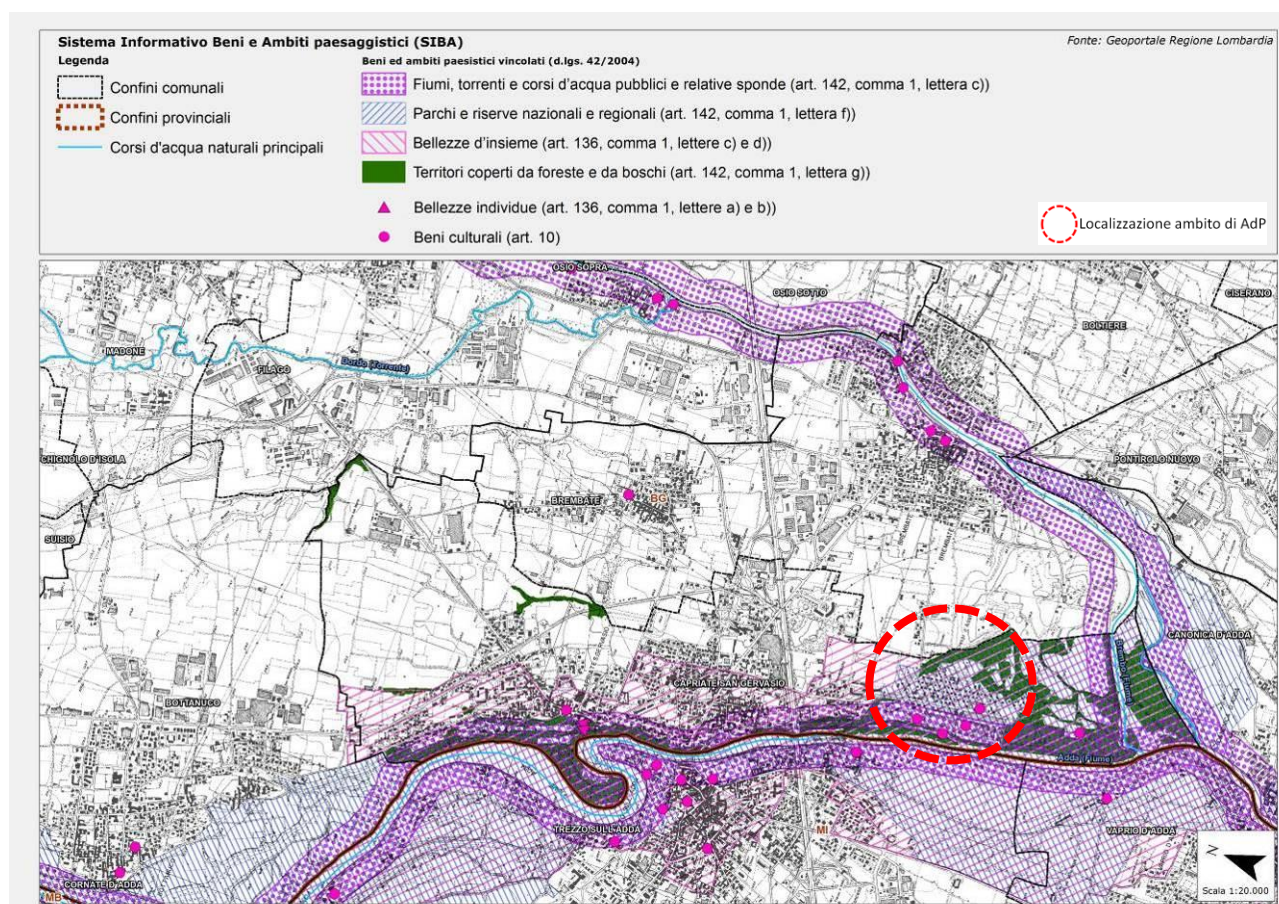 Sistema Informativo Beni e Ambiti paesaggistici (SIBA)
Fonte: Geoportale Regione Lombardia
Legenda
Confini comunali
Confini provinciali
Corsi d'acqua naturali principali
Beni ed ambiti paesistici vincolati (d.lgs. 42/2004)
Fiumi, torrenti e corsi d'acqua pubblici e relative sponde (art. 142, comma 1, lettera c))
Parchi e riserve nazionali e regionali (art. 142, comma 1, lettera f))
Bellezze d'insieme (art. 136, comma 1, lettere c) e d))
Territori coperti da foreste e da boschi (art. 142, comma 1, lettera g))
Bellezze individue (art. 136, comma 1, lettere a) e b))
Beni culturali (art. 10)
Localizzazione ambito di AdP
OSIO SOPRA
OSIO SOTTO
CISERANO
BOLTIERE
MADONE
Dordo (Torrente)
FILAGO
CHIGNOLO D'ISOLA
PONTIROLO NUOVO
BREMBATE
BG
SUISIO
CANONICA D'ADDA
CAPRIATE SAN GERVASIO
BOTTANUCO
Adda (Fiume)
TREZZO SULL'ADDA
MI
VAPRIO D'ADDA
CORNATE D'ADDA
MB
N
Scala 1:20.000